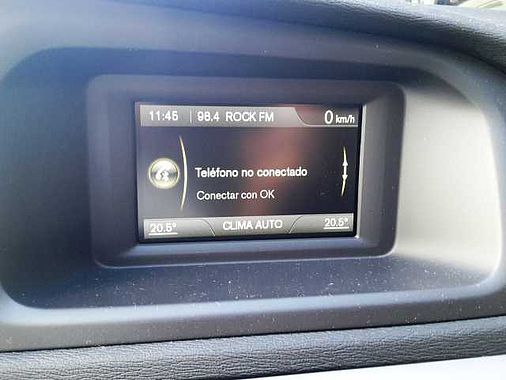 11:45 98.4 ROCK FM 0 km/h
Teléfono no conectado
Conectar con OK
20.5° CLIMA AUTO 20.5°